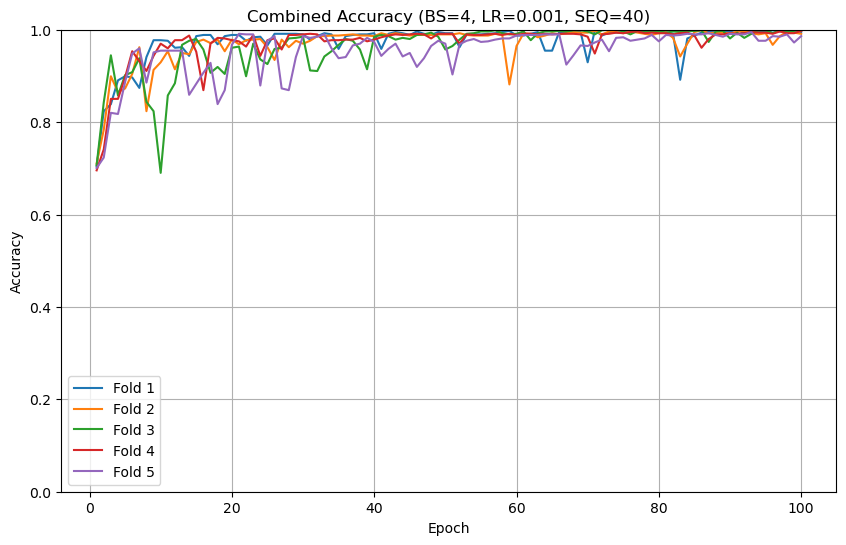 Combined Accuracy (BS=4, LR=0.001, SEQ=40)
Accuracy
1.0
0.8
0.6
0.4
0.2
0.0
Fold 1
Fold 2
Fold 3
Fold 4
Fold 5
0 20 40 60 80 100
Epoch